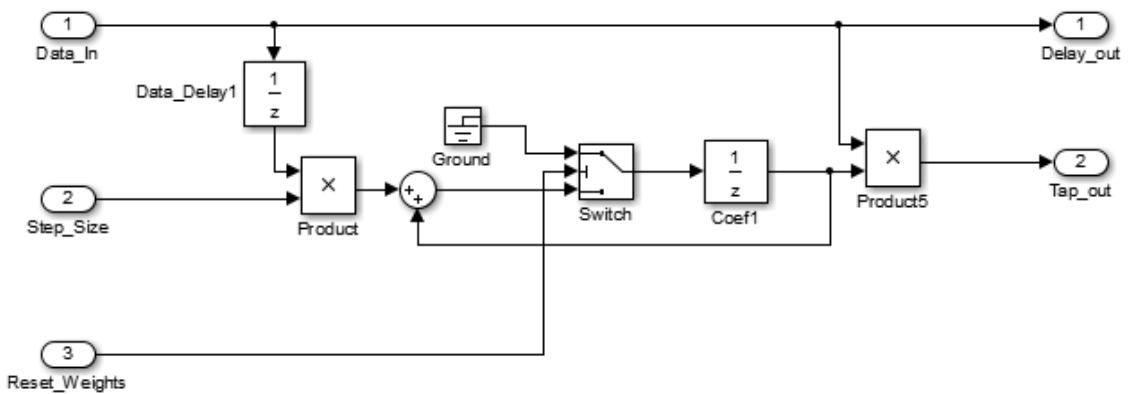 1
Data_In
1
Delay_out
Data_Delay1
1
z
Ground
2
Step_Size
×
Product
+
+
Switch
1
z
Coef1
×
Product5
2
Tap_out
3
Reset_Weights